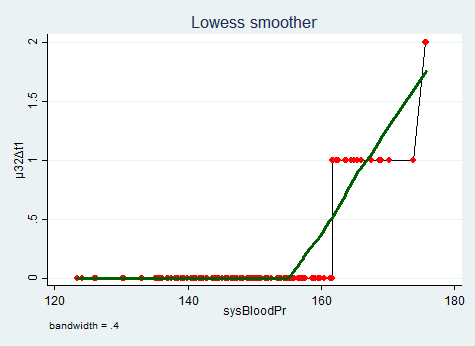 Lowess smoother
μ32Δt1
2
1.5
1
.5
0
120
140
160
180
sysBloodPr
bandwidth = .4